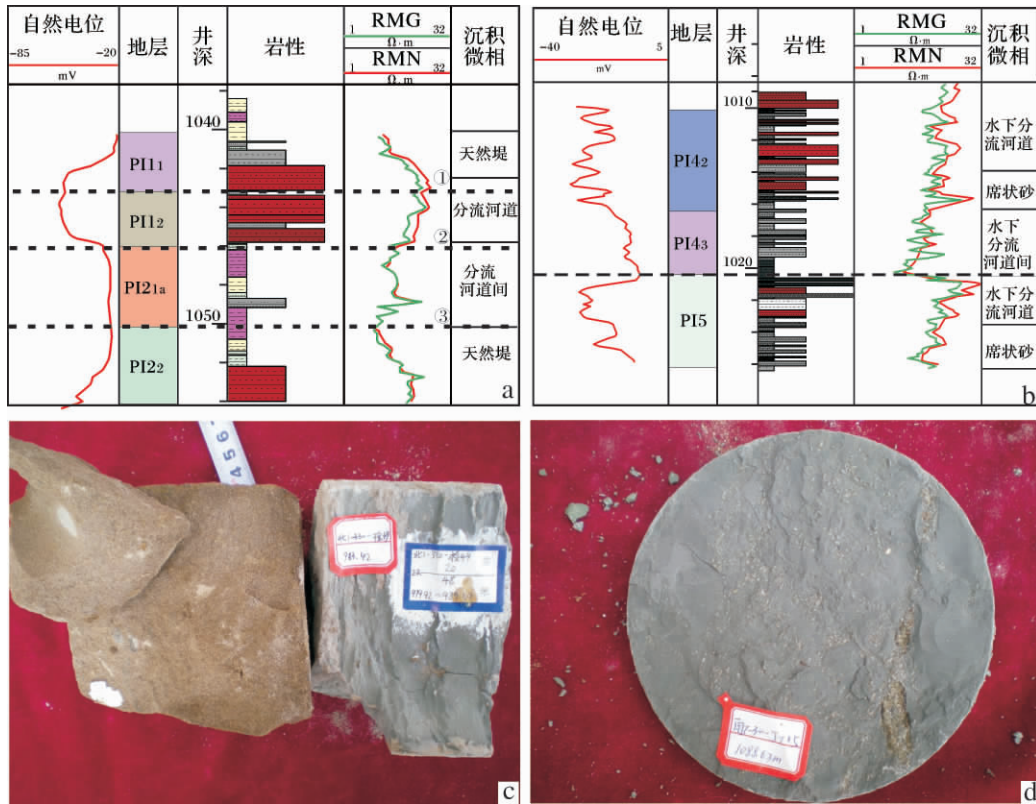 自然电位
-85 -20
mV
地层
井深
岩性
1 RMG 32
Ω·m
1 RMN 32
Ω.m
沉积
微相
1040
1050
PI1₁
PI1₂
PI2₁ₐ
PI2₂
①
②
③
天然堤
分流河道
分流
河道间
天然堤
a
自然电位
-40 5
mV
地层
井深
岩性
1 RMG 32
Ω·m
1 RMN 32
Ω·m
沉积
微相
1010
1020
PI4₂
PI4₃
PI5
水下分
流河道
席状砂
水下
分流
河道间
水下分
流河道
席状砂
b
4 5 6
20
48
c
d